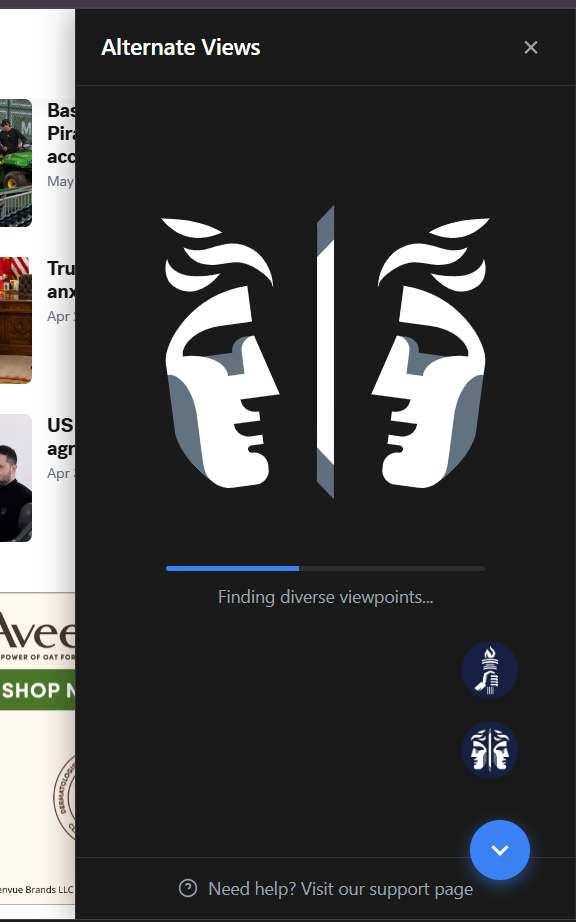 Alternate Views
Bas
Pira
acc
May
Tru
anx
Apr
US
agr
Apr
Finding diverse viewpoints...
Avee
POWER OF OAT FOR
SHOP N
DERMATOLOGIS
envue Brands LLC
Need help? Visit our support page